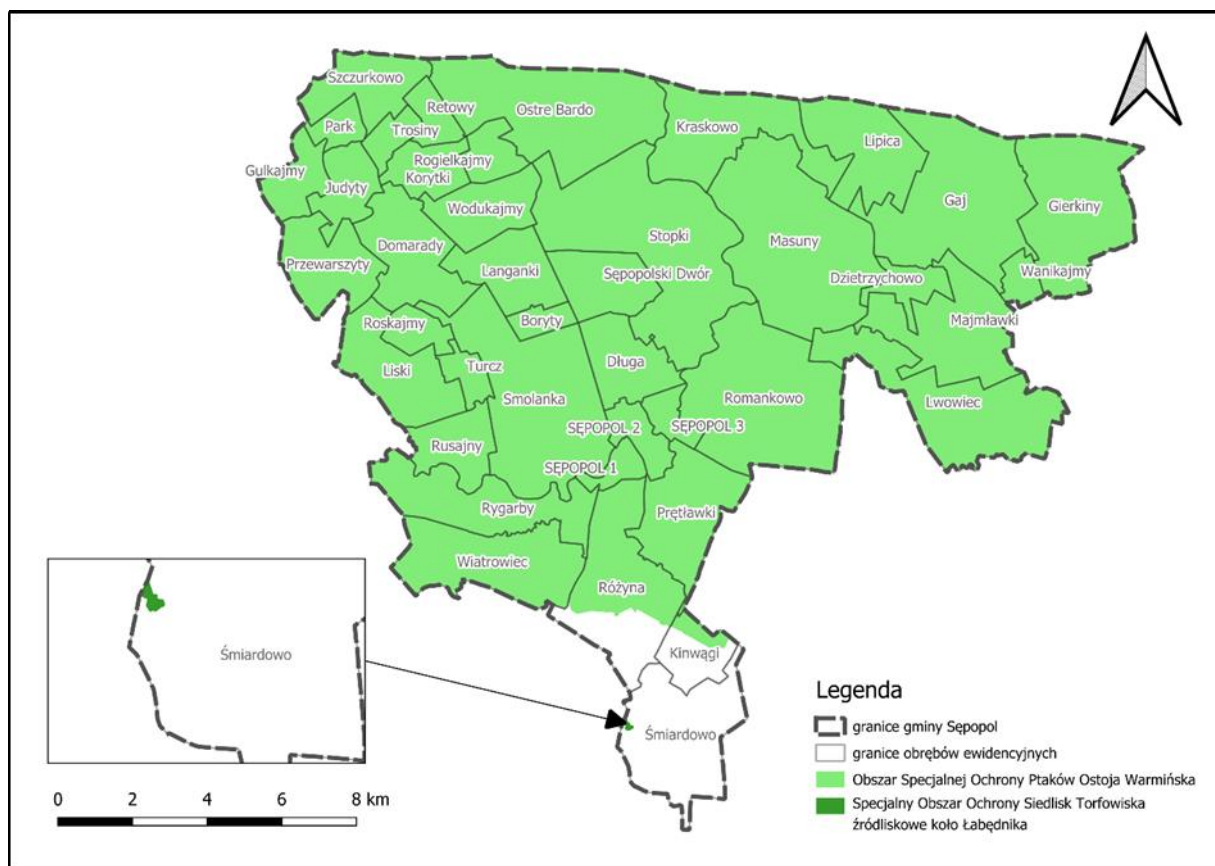 Szczurkowo
Retowy
Ostre Bardo
Park
Trosiny
Kraskowo
Lipica
Gulkajmy
Rogielkajmy
Korytki
Judyty
Wodukajmy
Gaj
Gierkiny
Domarady
Stopki
Masuny
Przewarszyty
Langanki
Sępopolski Dwór
Dzietrzychowo
Wanikajmy
Roskajmy
Boryty
Majmławki
Liski
Turcz
Długa
Smolanka
Romankowo
Lwowiec
SĘPOPOL 2
SĘPOPOL 3
Rusajny
SĘPOPOL 1
Rygarby
Prętławki
Wiatrowiec
Różyna
Kinwągi
Śmiardowo
Śmiardowo
Legenda
granice gminy Sępopol
granice obrębów ewidencyjnych
Obszar Specjalnej Ochrony Ptaków Ostoja Warmińska
Specjalny Obszar Ochrony Siedlisk Torfowiska
źródliskowe koło Łabędnika
0 2 4 6 8 km